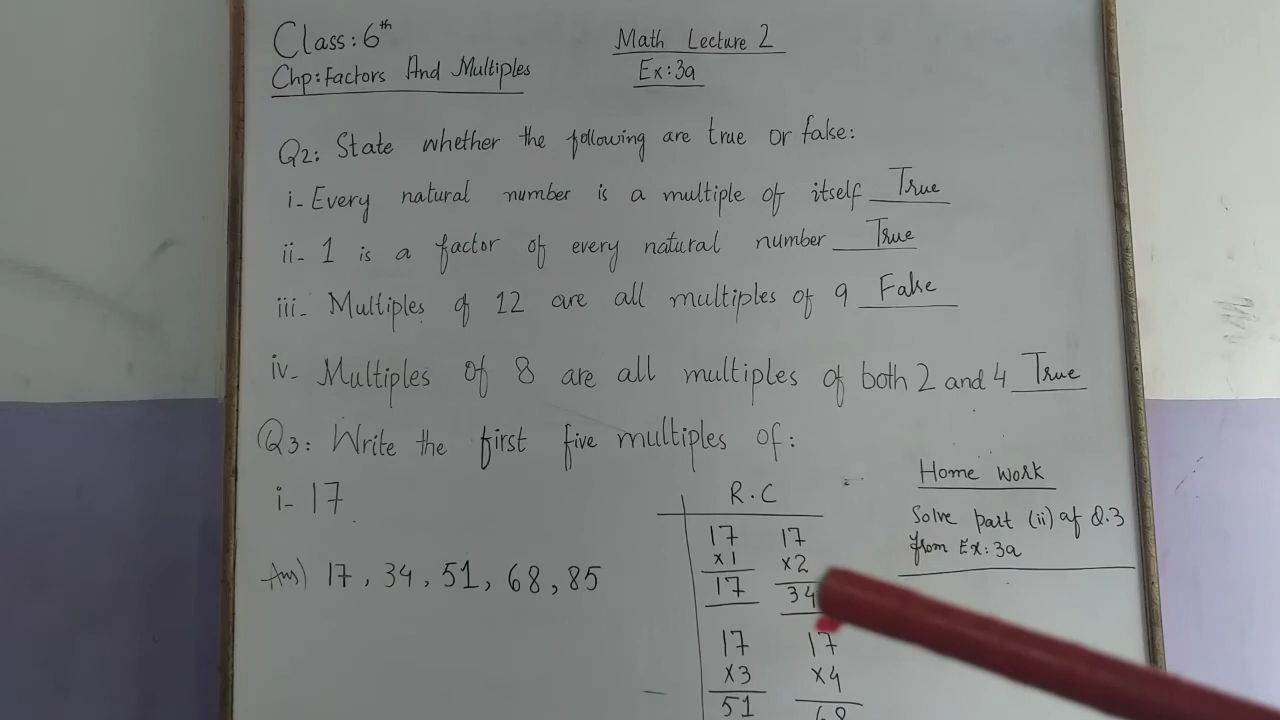 Class: 6th
Chp: Factors And Multiples
Math Lecture 2
Ex: 3a
Q2: State whether the following are true or fake:
i- Every natural number is a multiple of itself True
ii- 1 is a factor of every natural number True
iii- Multiples of 12 are all multiples of 9 Fake
iv- Multiples of 8 are all multiples of both 2 and 4 True
Q3: Write the first five multiples of:
i- 17
Ans) 17, 34, 51, 68, 85
R.C
17 17
x1 x2
17 34
17 17
x3 x4
51 68
Home work
Solve part (ii) of Q.3
from Ex: 3a